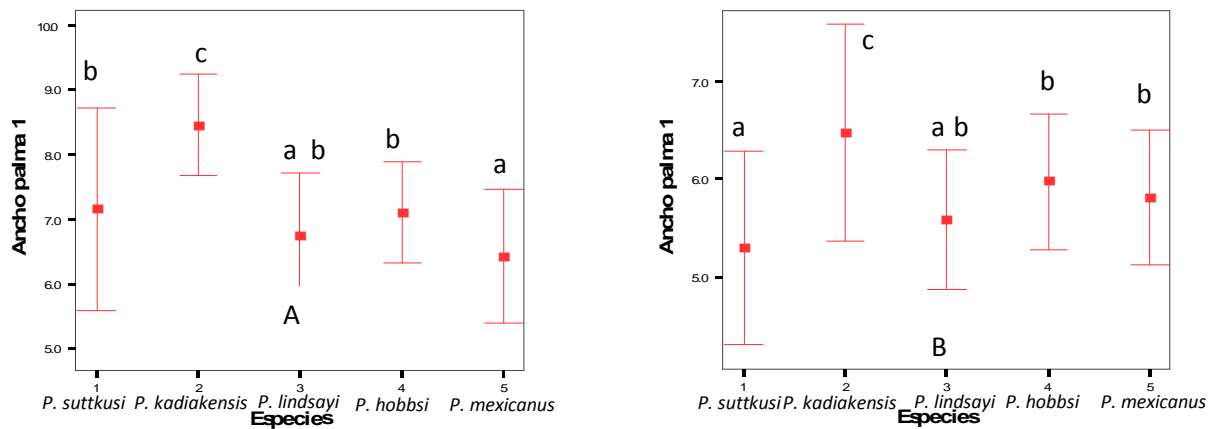 10.0
9.0
8.0
7.0
6.0
5.0
Ancho palma 1
b
c
a b
b
a
A
1 2 3 4 5
P. suttkusi P. kadiakensis P. lindsayi P. hobbsi P. mexicanus
Especies
7.0
6.0
5.0
Ancho palma 1
a
c
a b
b
b
B
1 2 3 4 5
P. suttkusi P. kadiakensis P. lindsayi P. hobbsi P. mexicanus
Especies